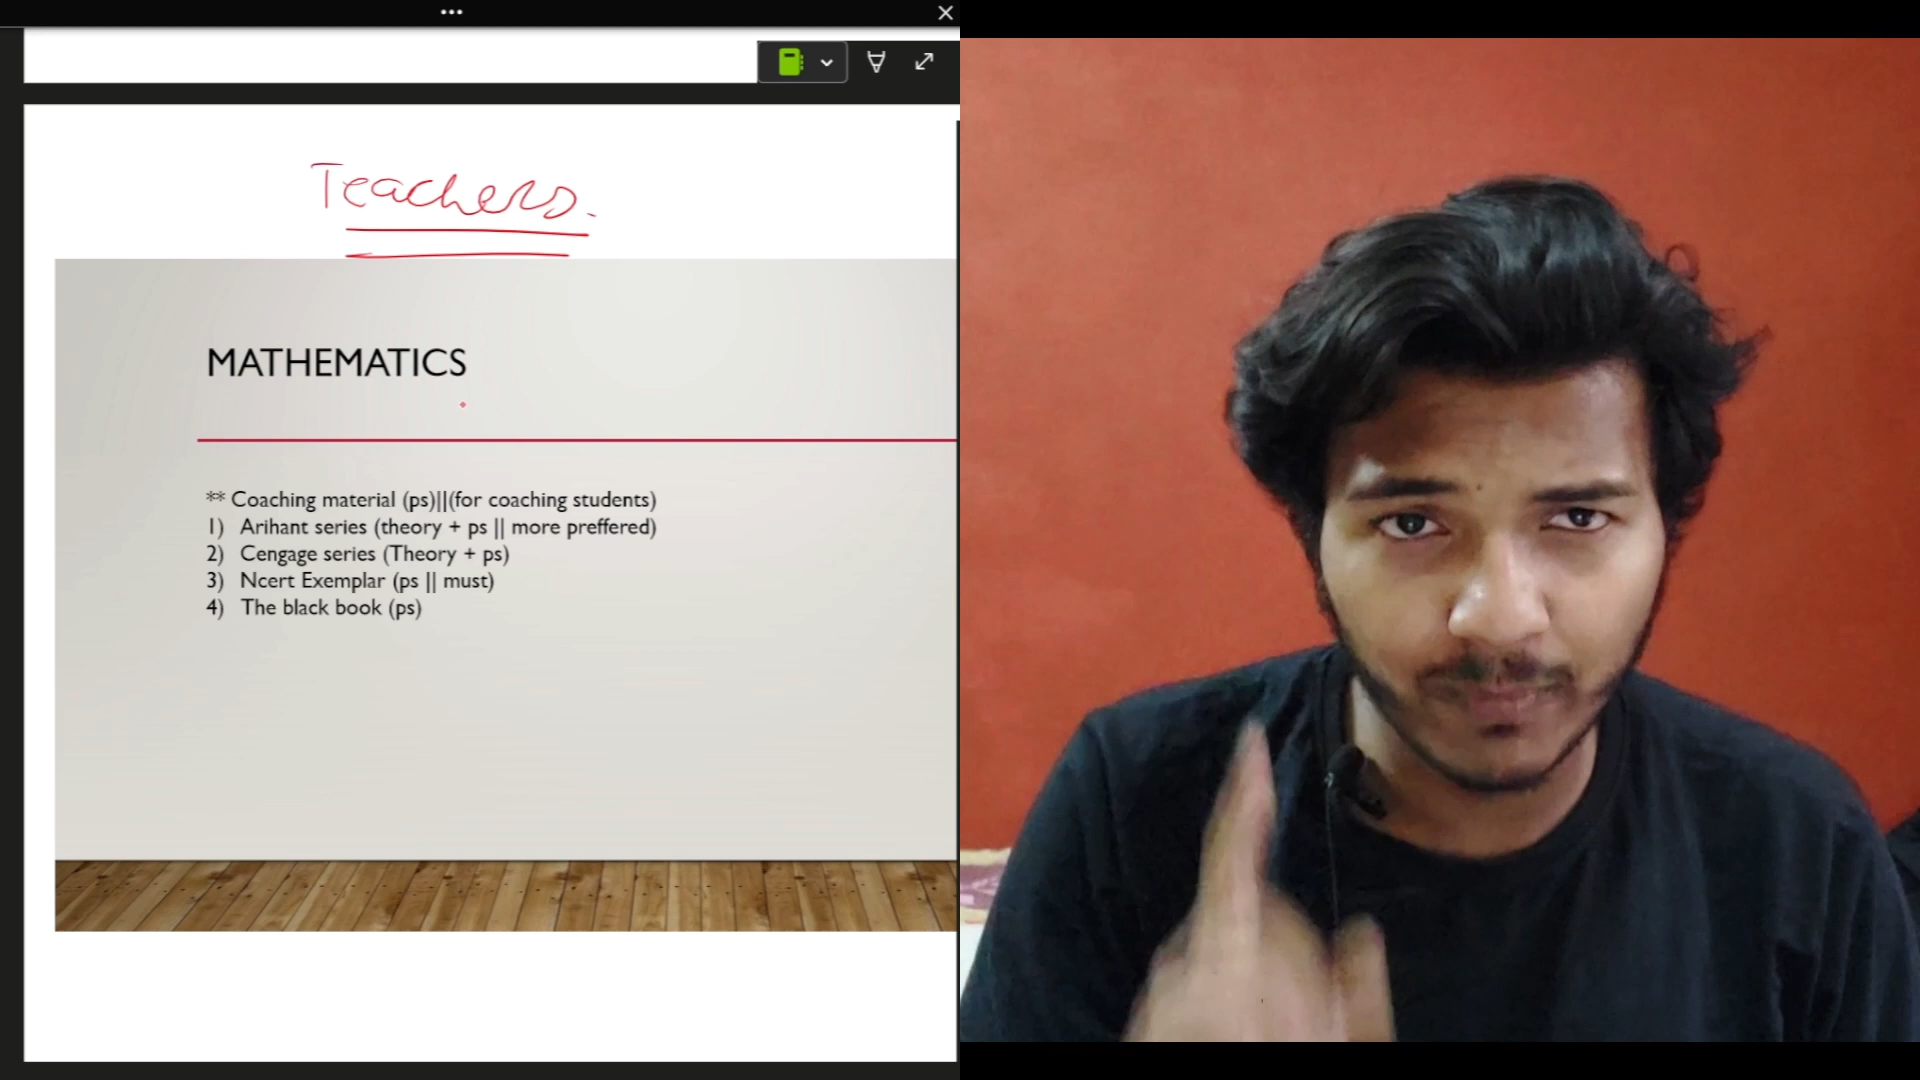 Teachers.
MATHEMATICS
** Coaching material (ps)||(for coaching students)
1) Arihant series (theory + ps || more preffered)
2) Cengage series (Theory + ps)
3) Ncert Exemplar (ps || must)
4) The black book (ps)